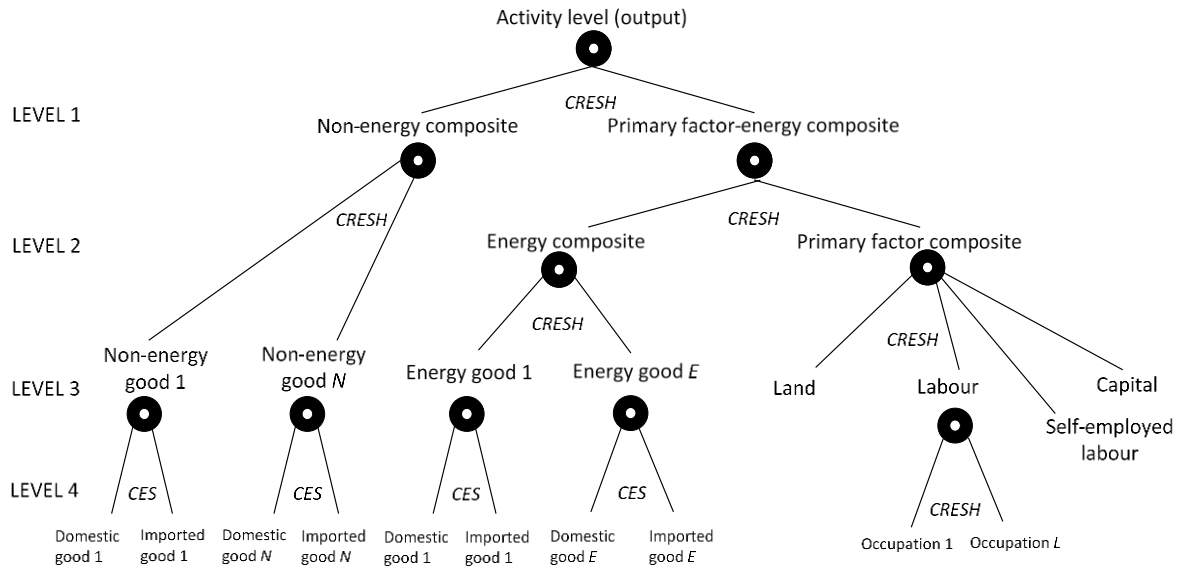 Activity level (output)
LEVEL 1
CRESH
Non-energy composite
Primary factor-energy composite
CRESH
CRESH
LEVEL 2
Energy composite
Primary factor composite
CRESH
CRESH
LEVEL 3
Non-energy
good 1
Non-energy
good N
Energy good 1
Energy good E
Land
Labour
Capital
Self-employed
labour
LEVEL 4
CES
CES
CES
CES
CRESH
Domestic
good 1
Imported
good 1
Domestic
good N
Imported
good N
Domestic
good 1
Imported
good 1
Domestic
good E
Imported
good E
Occupation 1
Occupation L